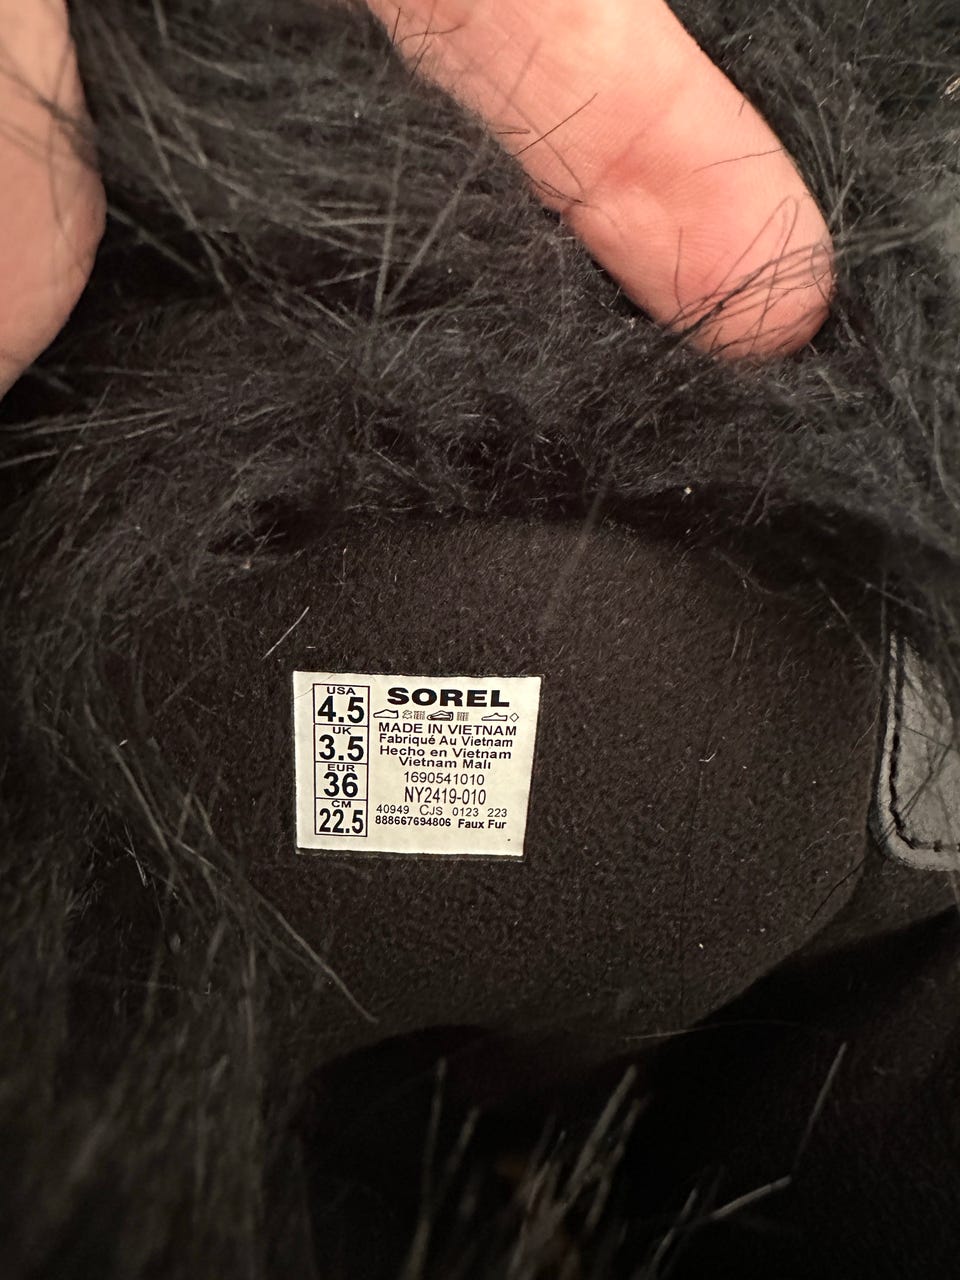 USA
4.5
UK
3.5
EUR
36
CM
22.5
SOREL
MADE IN VIETNAM
Fabriqué Au Vietnam
Hecho en Vietnam
Vietnam Malı
1690541010
NY2419-010
40949 CJS 0123 223
888667694806 Faux Fur